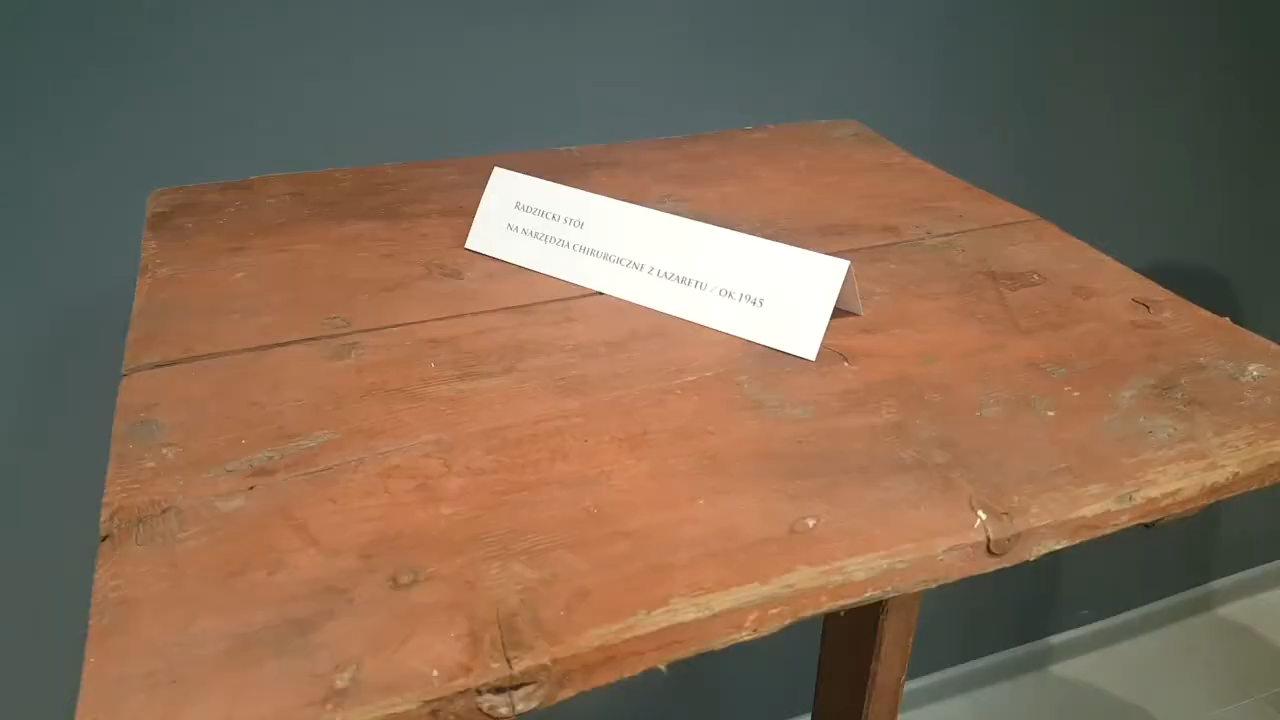 RADZIECKI STÓŁ
NA NARZĘDZIA CHIRURGICZNE Z LAZARETU / OK.1945